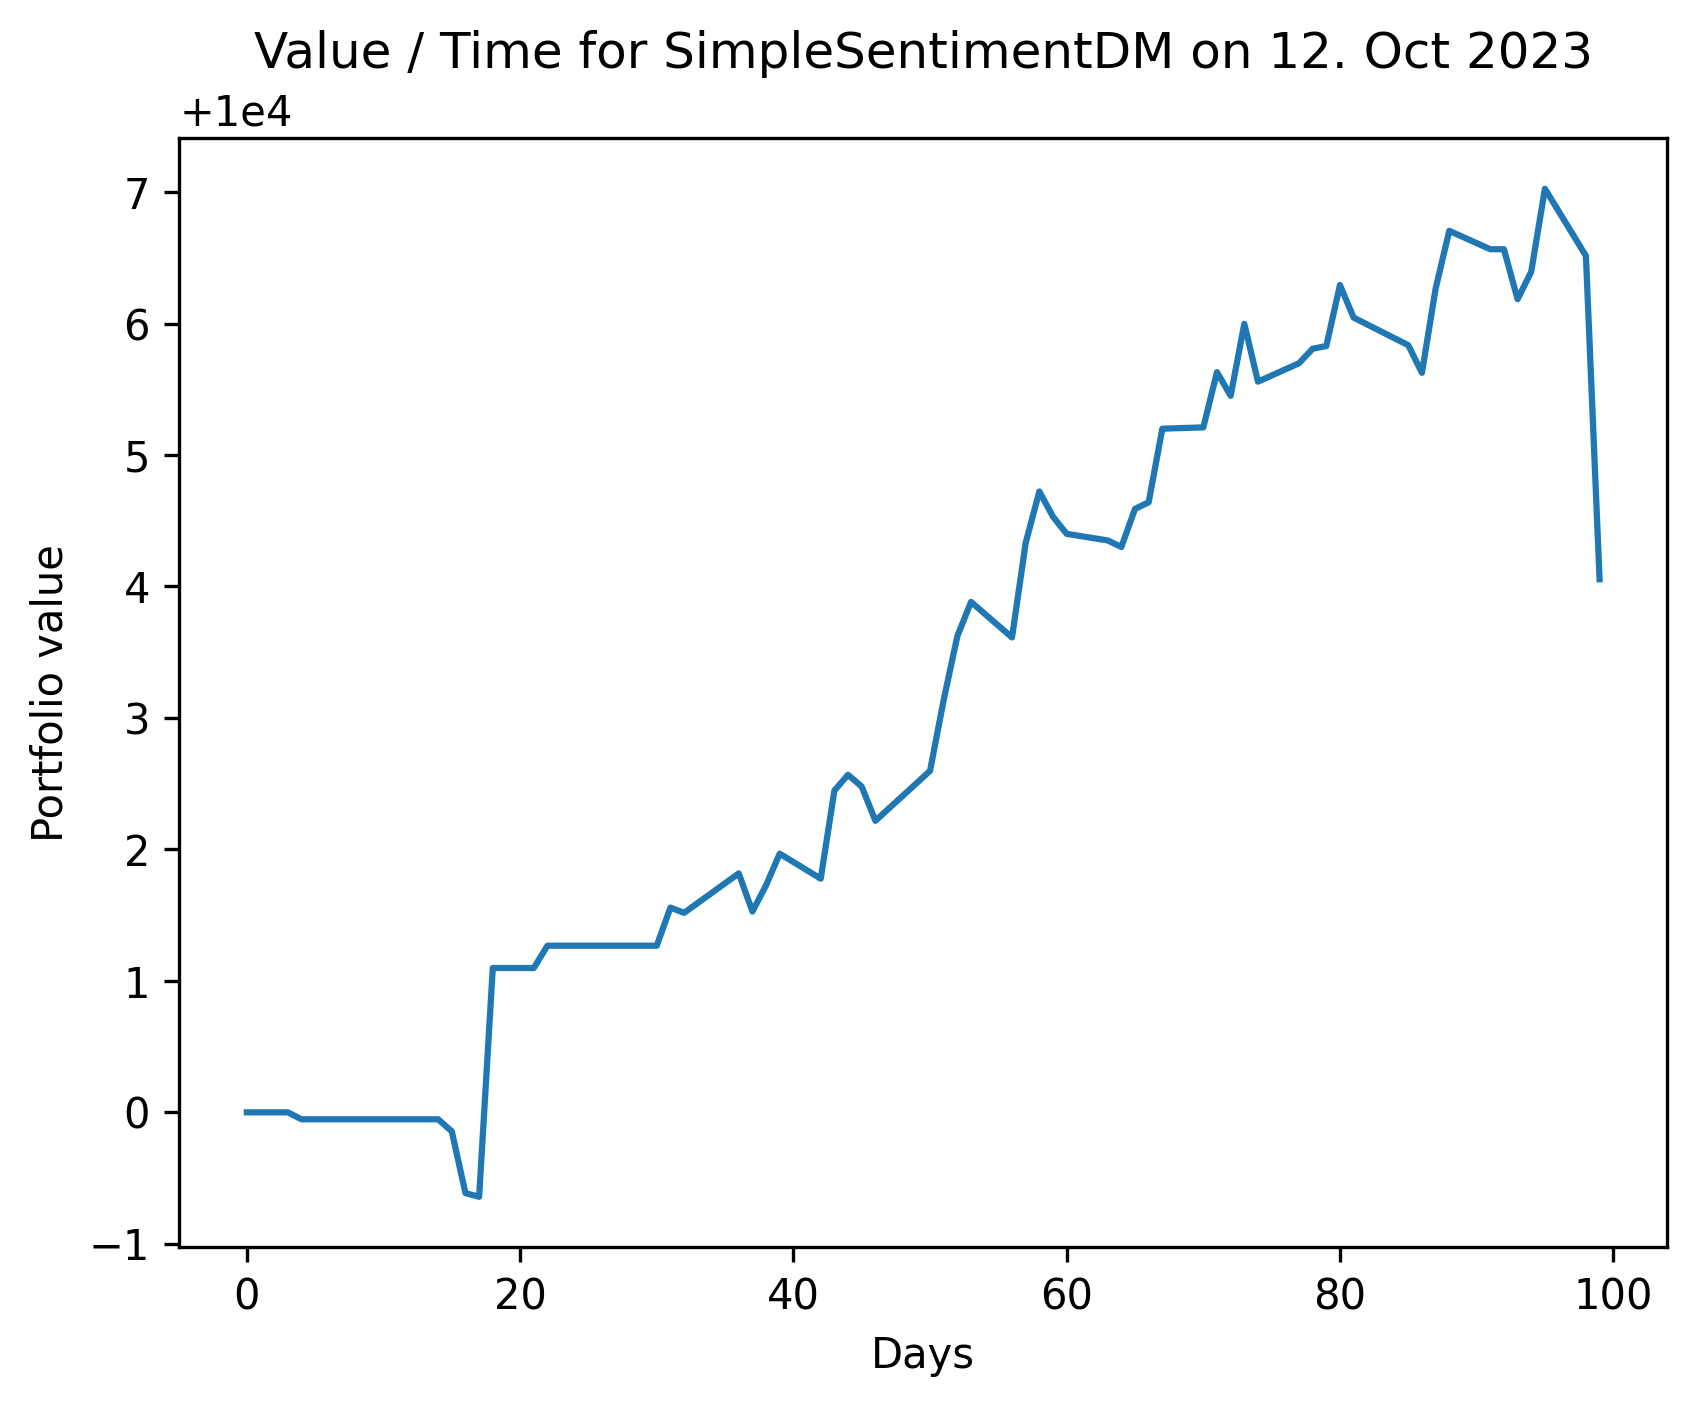 Value / Time for SimpleSentimentDM on 12. Oct 2023
+1e4
7
6
5
4
3
2
1
0
−1
Portfolio value
0 20 40 60 80 100
Days